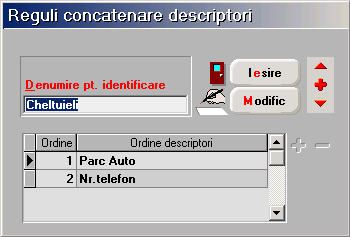 Reguli concatenare descriptori
Denumire pt. identificare
Cheltuieli
Iesire
Modific
Ordine Ordine descriptori
1 Parc Auto
2 Nr.telefon